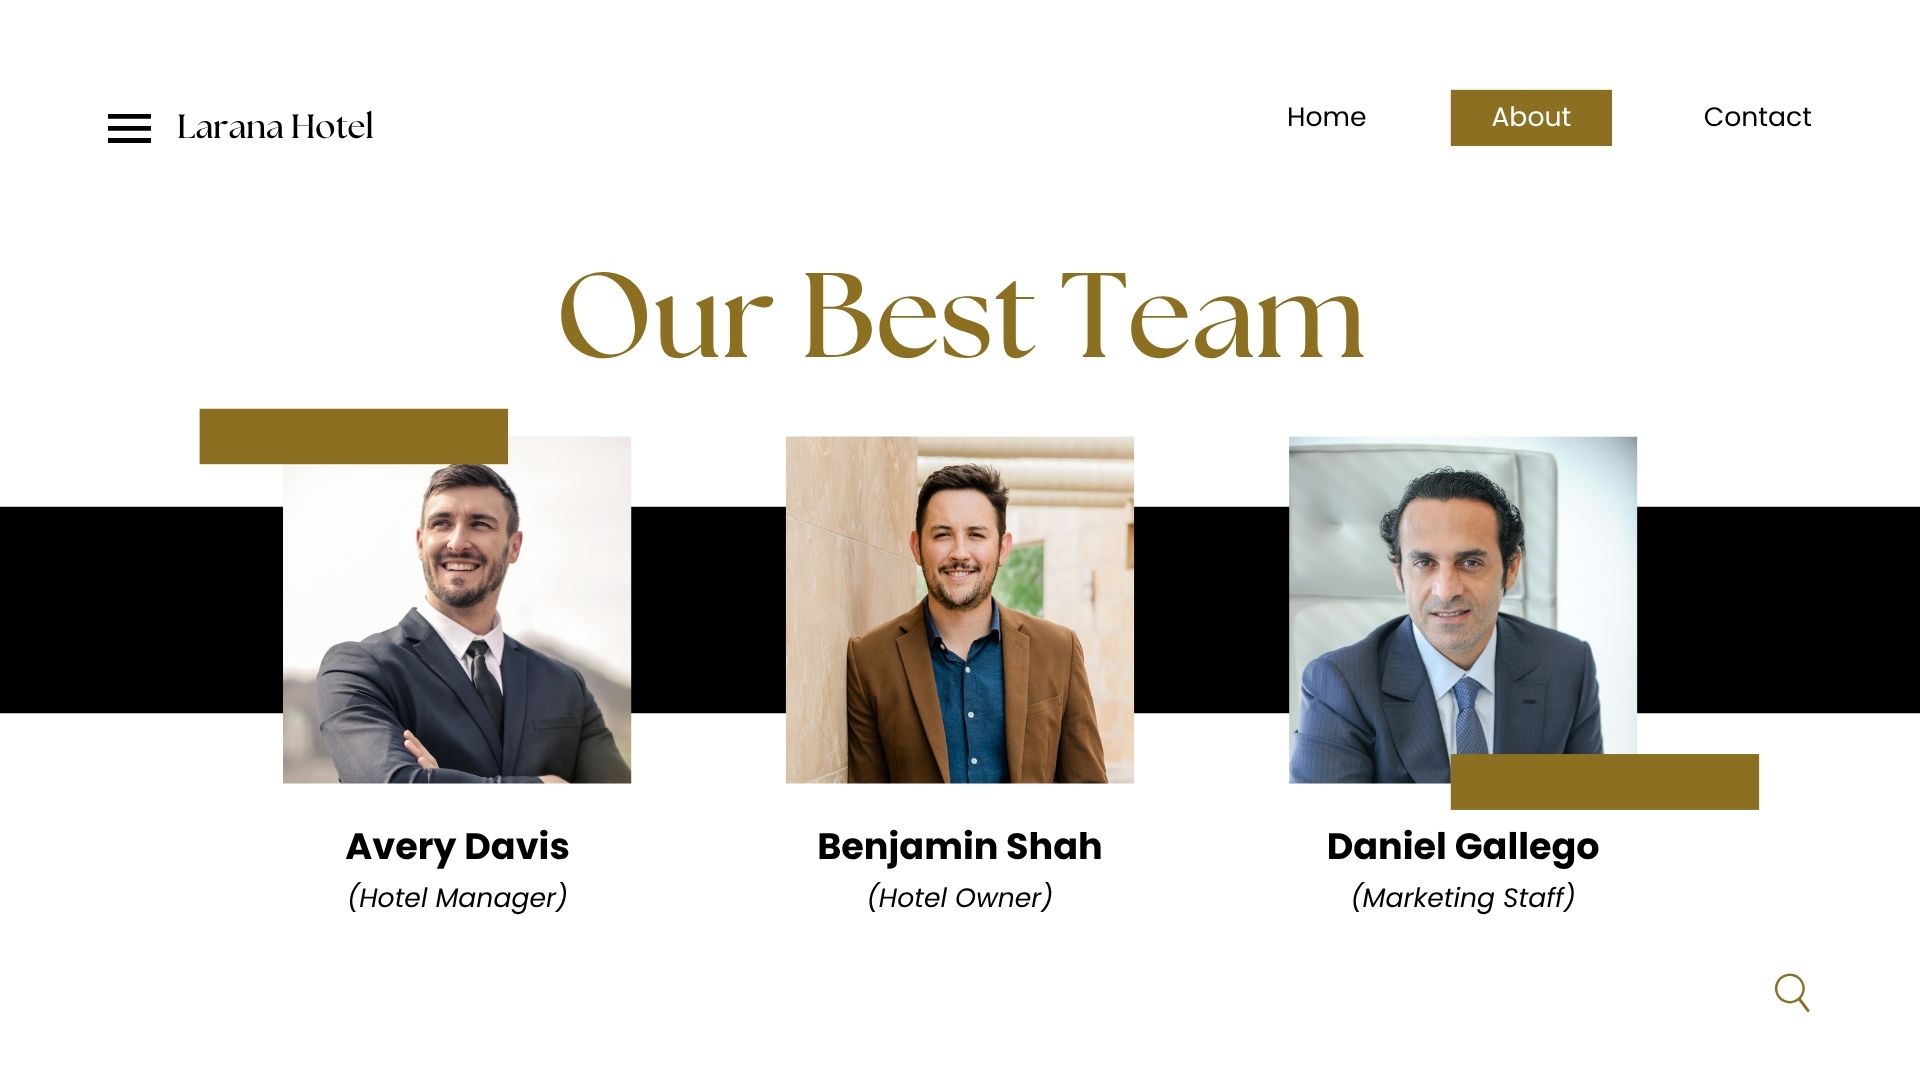 Larana Hotel
Home
About
Contact
Our Best Team
Avery Davis
(Hotel Manager)
Benjamin Shah
(Hotel Owner)
Daniel Gallego
(Marketing Staff)